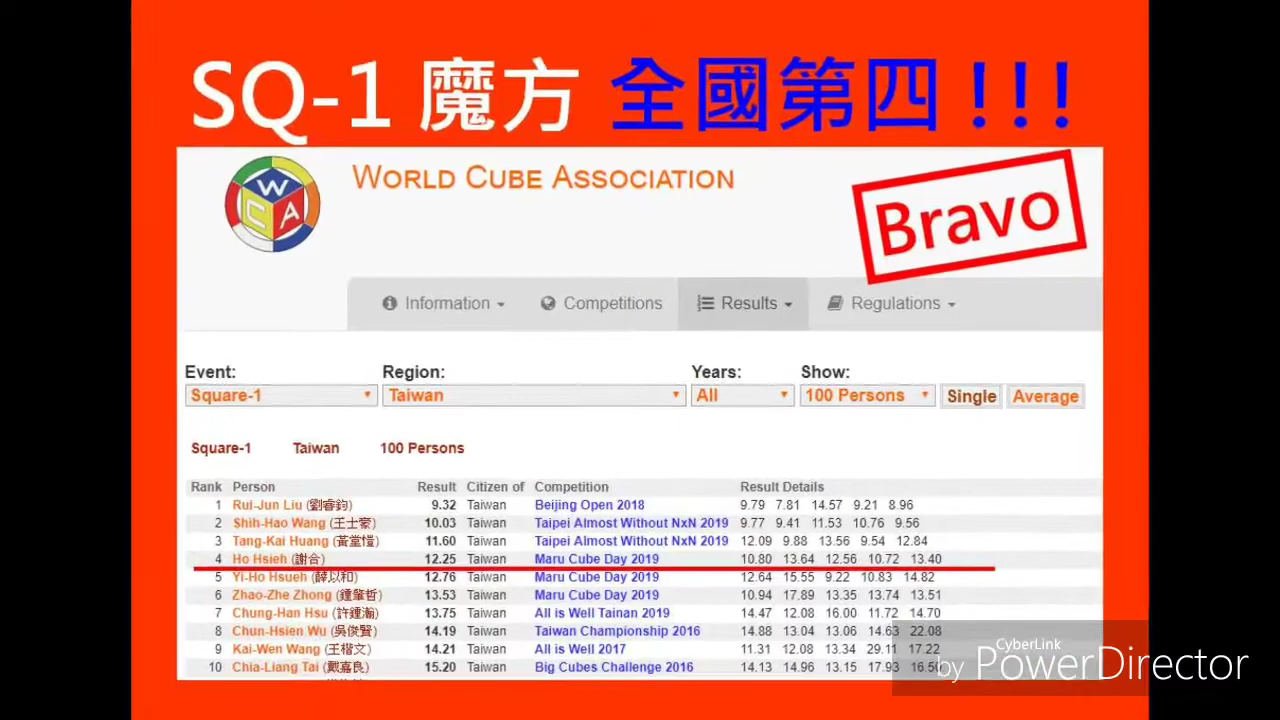 SQ-1 魔方 全國第四 ! ! !
WORLD CUBE ASSOCIATION
W C A
Bravo
Information Competitions Results Regulations
Event: Region: Years: Show:
Square-1 Taiwan All 100 Persons Single Average
Square-1 Taiwan 100 Persons
Rank Person Result Citizen of Competition Result Details
1 Rui-Jun Liu (劉睿鈞) 9.32 Taiwan Beijing Open 2018 9.79 7.81 14.57 9.21 8.96
2 Shih-Hao Wang (王士豪) 10.03 Taiwan Taipei Almost Without NxN 2019 9.77 9.41 11.53 10.76 9.56
3 Tang-Kai Huang (黃堂愷) 11.60 Taiwan Taipei Almost Without NxN 2019 12.09 9.88 13.56 9.54 12.84
4 Ho Hsieh (謝合) 12.25 Taiwan Maru Cube Day 2019 10.80 13.64 12.56 10.72 13.40
5 Yi-Ho Hsueh (薛以和) 12.76 Taiwan Maru Cube Day 2019 12.64 15.55 9.22 10.83 14.82
6 Zhao-Zhe Zhong (鍾肇哲) 13.53 Taiwan Maru Cube Day 2019 10.94 17.89 13.35 13.74 13.51
7 Chung-Han Hsu (許鍾瀚) 13.75 Taiwan All is Well Tainan 2019 14.47 12.08 16.00 11.72 14.70
8 Chun-Hsien Wu (吳俊賢) 14.19 Taiwan Taiwan Championship 2016 14.88 13.04 13.06 14.63 22.08
9 Kai-Wen Wang (王楷文) 14.21 Taiwan All is Well 2017 11.31 12.08 13.34 29.11 17.22
10 Chia-Liang Tai (戴嘉良) 15.20 Taiwan Big Cubes Challenge 2016 14.13 14.96 13.15 17.93 16.50
CyberLink
by PowerDirector